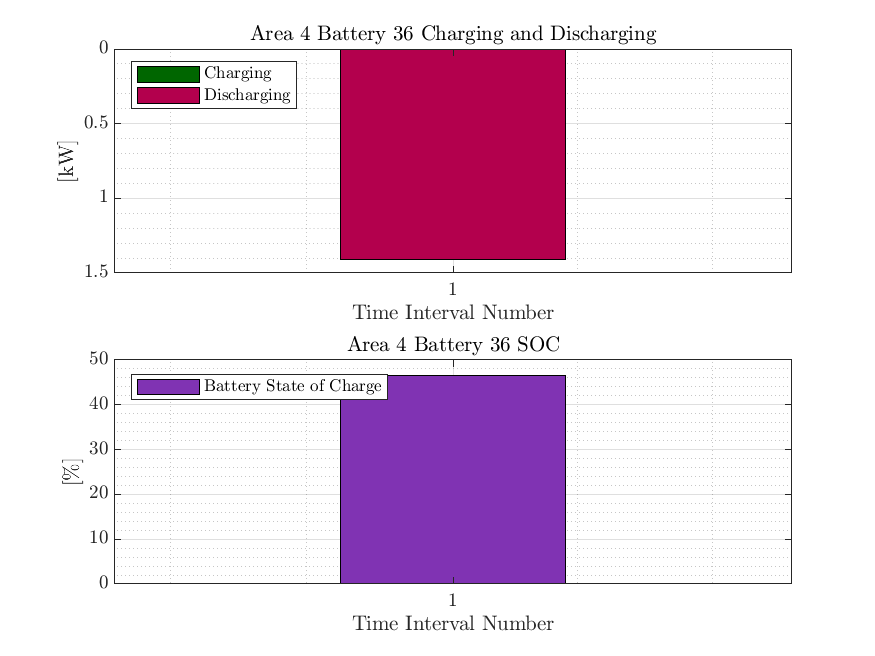 Area 4 Battery 36 Charging and Discharging
0
Charging
Discharging
0.5
[kW]
1
1.5
1
Time Interval Number
Area 4 Battery 36 SOC
50
Battery State of Charge
40
30
[%]
20
10
0
1
Time Interval Number